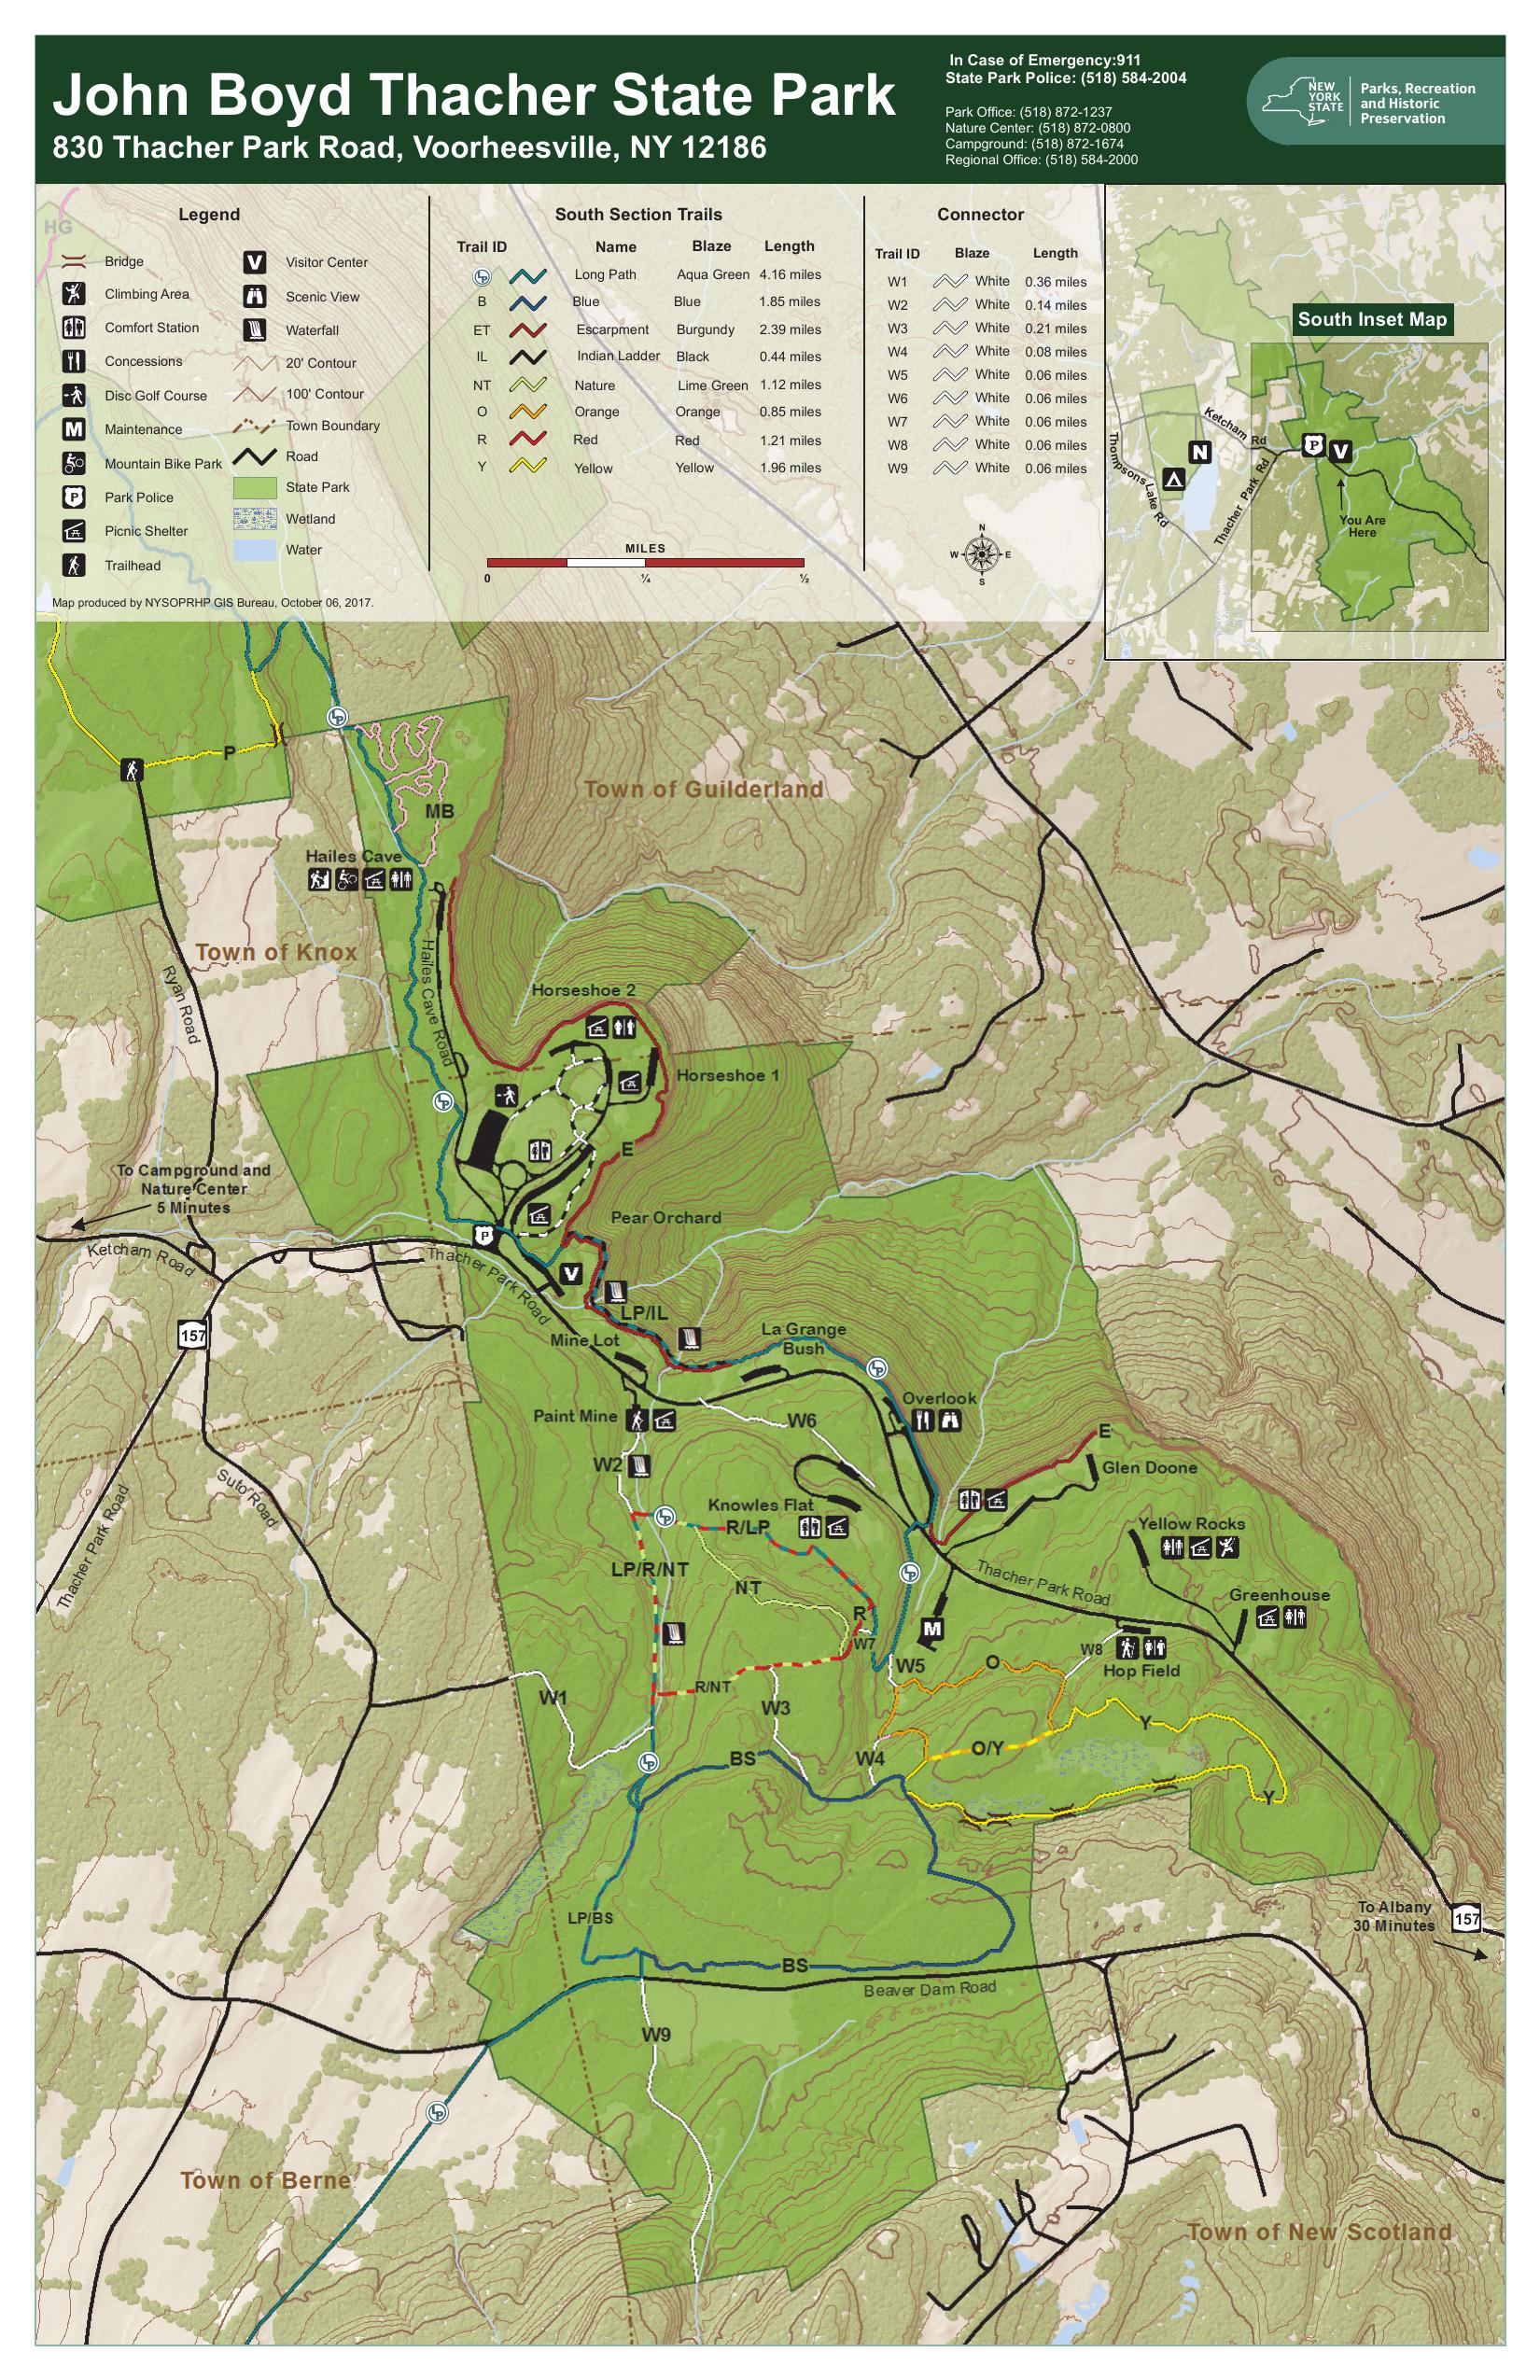 John Boyd Thacher State Park
830 Thacher Park Road, Voorheesville, NY 12186
In Case of Emergency:911
State Park Police: (518) 584-2004
Park Office: (518) 872-1237
Nature Center: (518) 872-0800
Campground: (518) 872-1674
Regional Office: (518) 584-2000
NEW
YORK
STATE
Parks, Recreation
and Historic
Preservation
HG
Legend
Bridge
Climbing Area
Comfort Station
Concessions
Disc Golf Course
M Maintenance
Mountain Bike Park
P Park Police
Picnic Shelter
Trailhead
V Visitor Center
Scenic View
Waterfall
20' Contour
100' Contour
Town Boundary
Road
State Park
Wetland
Water
Map produced by NYSOPRHP GIS Bureau, October 06, 2017.
South Section Trails
Trail ID Name Blaze Length
LP Long Path Aqua Green 4.16 miles
B Blue Blue 1.85 miles
ET Escarpment Burgundy 2.39 miles
IL Indian Ladder Black 0.44 miles
NT Nature Lime Green 1.12 miles
O Orange Orange 0.85 miles
R Red Red 1.21 miles
Y Yellow Yellow 1.96 miles
MILES
0 ¼ ½
Connector
Trail ID Blaze Length
W1 White 0.36 miles
W2 White 0.14 miles
W3 White 0.21 miles
W4 White 0.08 miles
W5 White 0.06 miles
W6 White 0.06 miles
W7 White 0.06 miles
W8 White 0.06 miles
W9 White 0.06 miles
N
W E
S
South Inset Map
Ketcham Rd
Thompsons Lake Rd
Thacher Park Rd
N
P
V
You Are
Here
LP
P
MB
Town of Guilderland
Hailes Cave
Town of Knox
Ryan Road
Hailes Cave Road
Horseshoe 2
Horseshoe 1
LP
E
To Campground and
Nature Center
5 Minutes
Pear Orchard
Ketcham Road
P
Thacher Park Road
V
157
LP/IL
Mine Lot
La Grange
Bush
LP
Overlook
Paint Mine
W6
E
Glen Doone
W2
Suto Road
Thacher Park Road
Knowles Flat
LP
R/LP
Yellow Rocks
LP/R/NT
NT
LP
Thacher Park Road
Greenhouse
R
W7
M
W8
Hop Field
W5
O
R/NT
W1
W3
Y
O/Y
W4
BS
LP
Y
LP/BS
To Albany
30 Minutes
157
BS
Beaver Dam Road
W9
LP
Town of Berne
Town of New Scotland